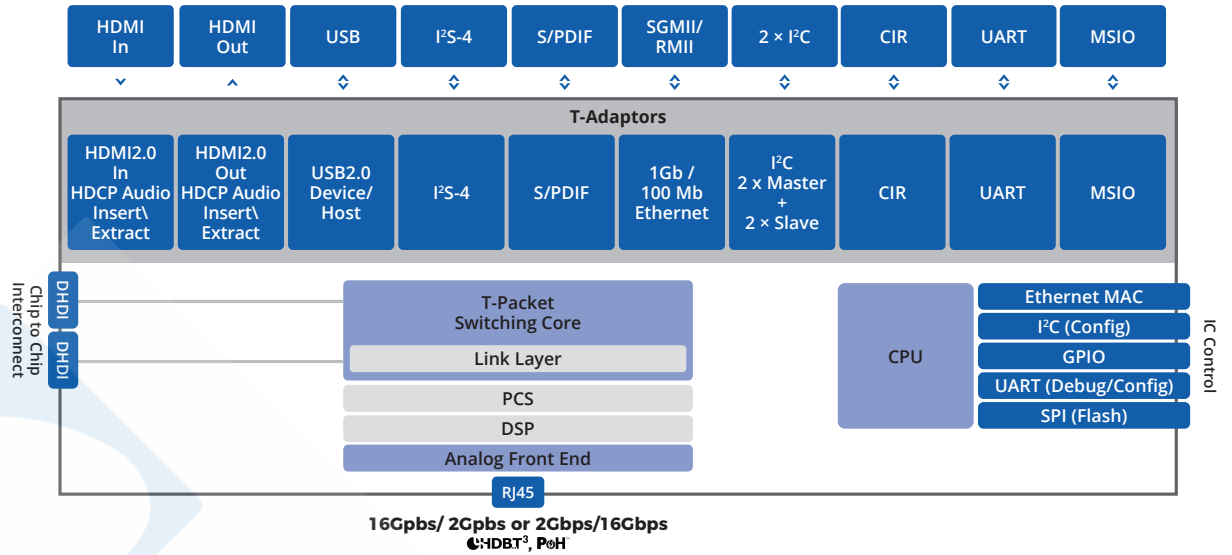 HDMI
In
HDMI
Out
USB
I²S-4
S/PDIF
SGMII/
RMII
2 × I²C
CIR
UART
MSIO
T-Adaptors
HDMI2.0
In
HDCP Audio
Insert\
Extract
HDMI2.0
Out
HDCP Audio
Insert\
Extract
USB2.0
Device/
Host
I²S-4
S/PDIF
1Gb /
100 Mb
Ethernet
I²C
2 x Master
+
2 × Slave
CIR
UART
MSIO
Chip to Chip
Interconnect
DHDI
DHDI
T-Packet
Switching Core
Link Layer
PCS
DSP
Analog Front End
RJ45
CPU
Ethernet MAC
I²C (Config)
GPIO
UART (Debug/Config)
SPI (Flash)
IC Control
16Gpbs/ 2Gpbs or 2Gbps/16Gbps
HDBT³, PoH